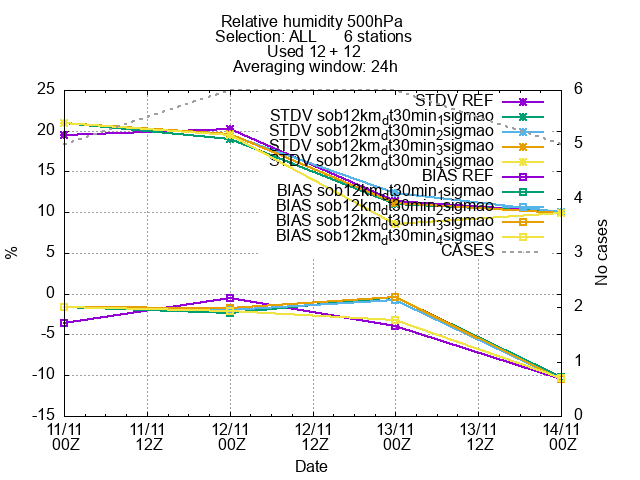 Relative humidity 500hPa
Selection: ALL 6 stations
Used 12 + 12
Averaging window: 24h
25
20
15
10
5
0
-5
-10
-15
%
6
5
4
3
2
1
0
No cases
STDV REF
STDV sob12km_dt30min_1sigmao
STDV sob12km_dt30min_2sigmao
STDV sob12km_dt30min_3sigmao
STDV sob12km_dt30min_4sigmao
BIAS REF
BIAS sob12km_dt30min_1sigmao
BIAS sob12km_dt30min_2sigmao
BIAS sob12km_dt30min_3sigmao
BIAS sob12km_dt30min_4sigmao
CASES
11/11 11/11 12/11 12/11 13/11 13/11 14/11
00Z 12Z 00Z 12Z 00Z 12Z 00Z
Date